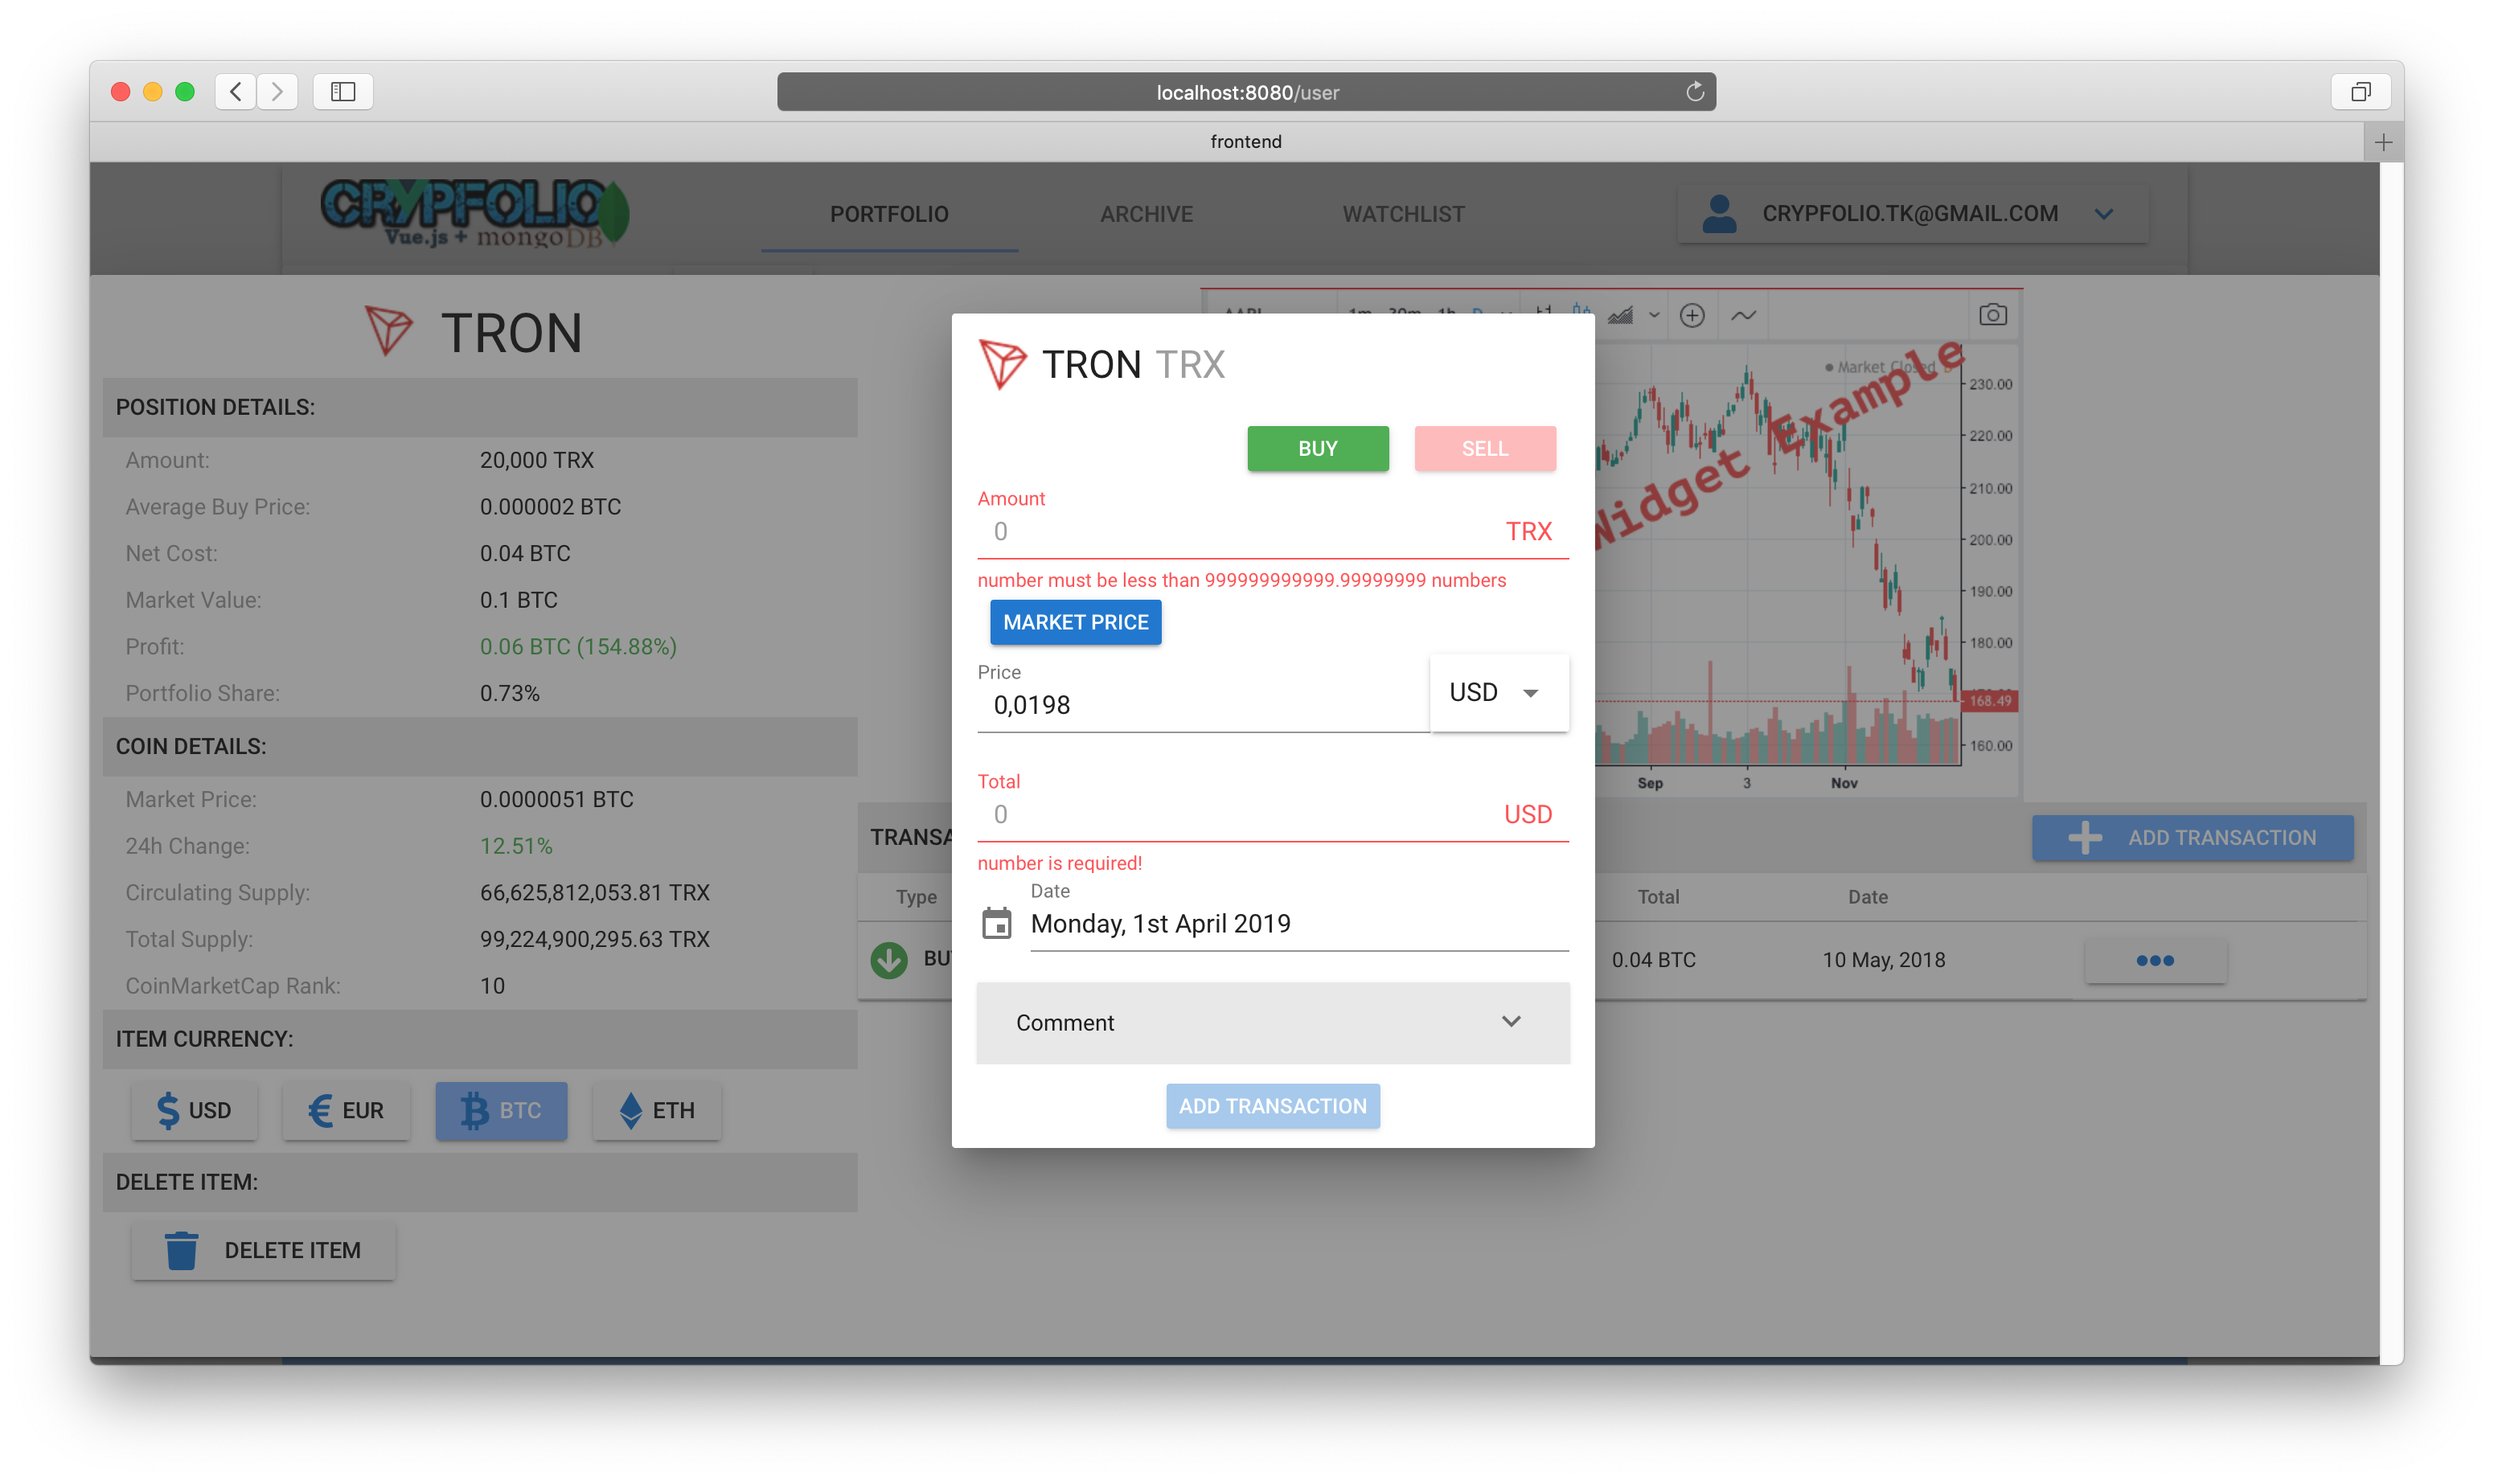 localhost:8080/user
frontend
CRYPFOLIO
Vue.js + mongoDB
PORTFOLIO
ARCHIVE
WATCHLIST
CRYPFOLIO.TK@GMAIL.COM
TRON
POSITION DETAILS:
Amount: 20,000 TRX
Average Buy Price: 0.000002 BTC
Net Cost: 0.04 BTC
Market Value: 0.1 BTC
Profit: 0.06 BTC (154.88%)
Portfolio Share: 0.73%
COIN DETAILS:
Market Price: 0.0000051 BTC
24h Change: 12.51%
Circulating Supply: 66,625,812,053.81 TRX
Total Supply: 99,224,900,295.63 TRX
CoinMarketCap Rank: 10
ITEM CURRENCY:
USD
EUR
BTC
ETH
DELETE ITEM:
DELETE ITEM
TRON TRX
BUY
SELL
Amount
0 TRX
number must be less than 999999999999.99999999 numbers
MARKET PRICE
Price
0,0198
USD
Total
0 USD
number is required!
Date
Monday, 1st April 2019
Comment
ADD TRANSACTION
Market Closed
Widget Example
230.00
220.00
210.00
200.00
190.00
180.00
168.49
160.00
Sep
3
Nov
ADD TRANSACTION
Type
Total
Date
0.04 BTC
10 May, 2018